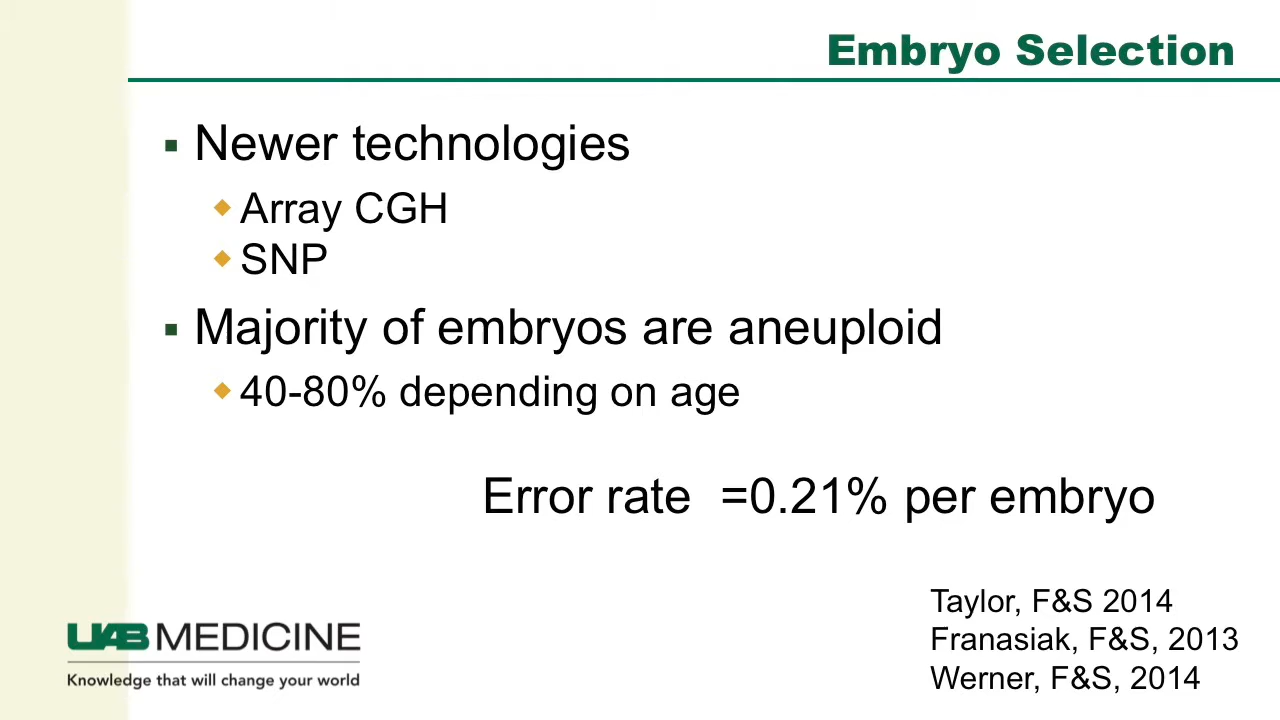 Embryo Selection
Newer technologies
Array CGH
SNP
Majority of embryos are aneuploid
40-80% depending on age
Error rate =0.21% per embryo
Taylor, F&S 2014
Franasiak, F&S, 2013
Werner, F&S, 2014
UAB MEDICINE
Knowledge that will change your world